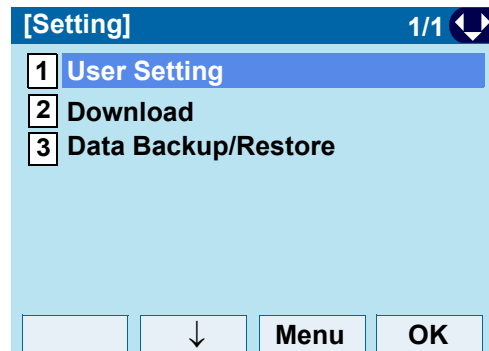 [Setting] 1/1
1 User Setting
2 Download
3 Data Backup/Restore
↓ Menu OK